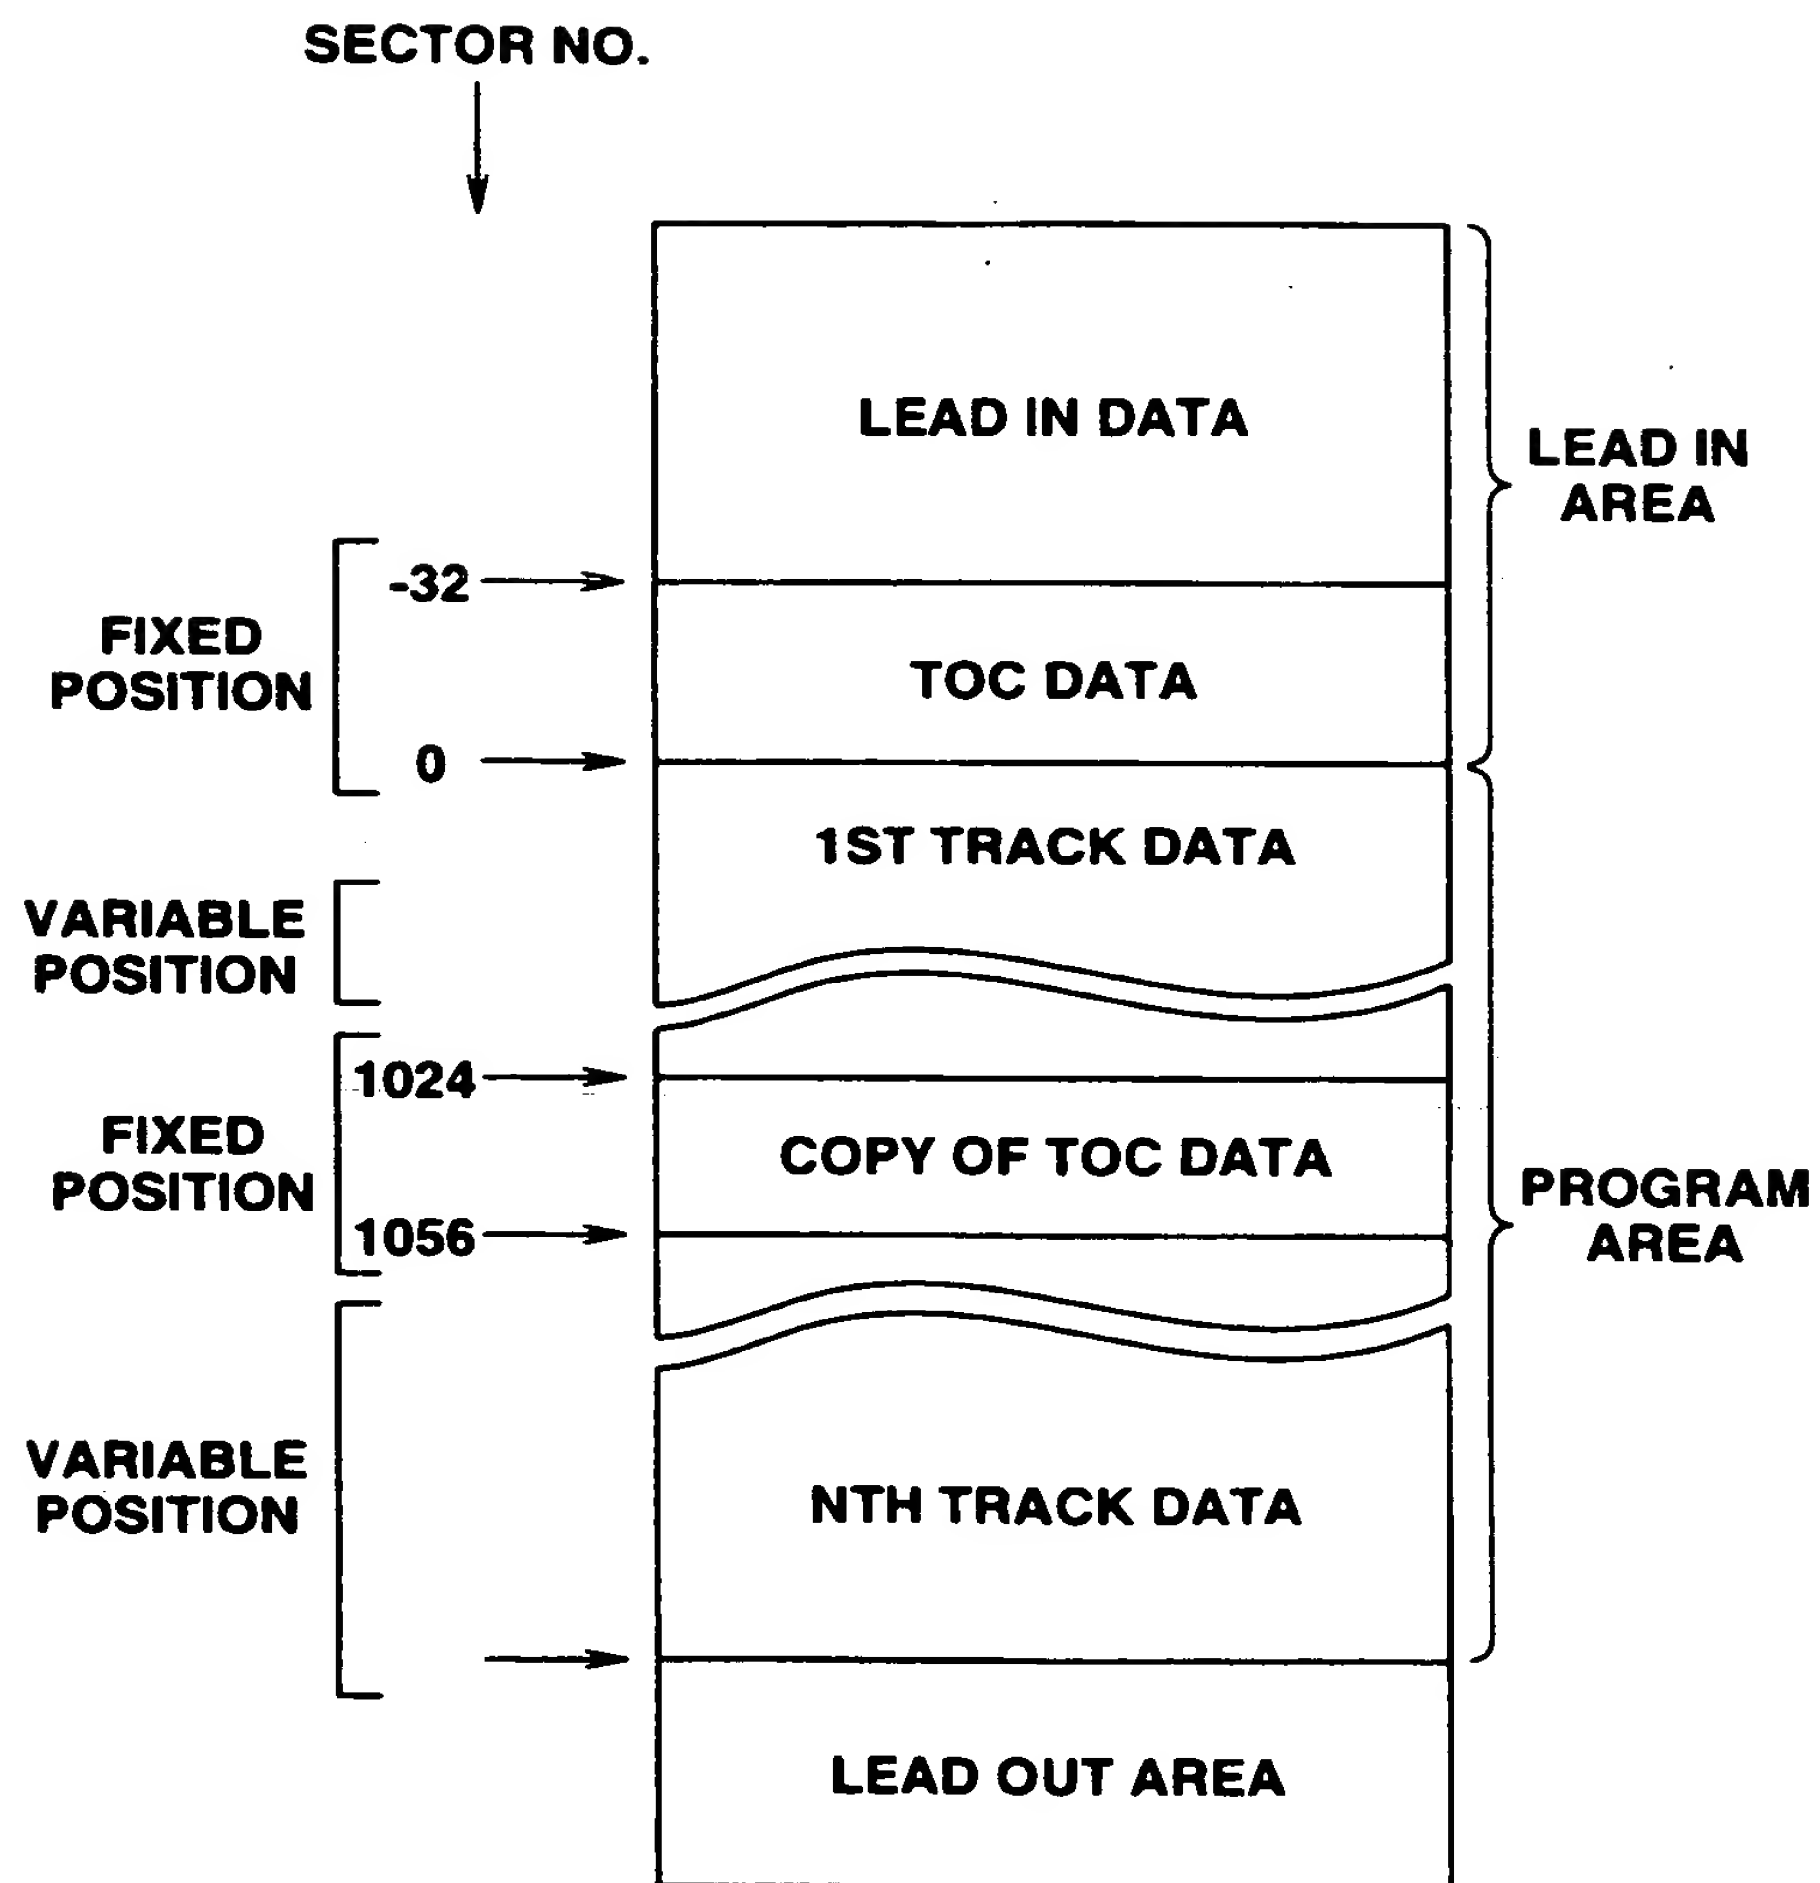 SECTOR NO.
LEAD IN DATA
LEAD IN
AREA
-32
FIXED
POSITION
TOC DATA
0
1ST TRACK DATA
VARIABLE
POSITION
1024
FIXED
POSITION
COPY OF TOC DATA
1056
PROGRAM
AREA
VARIABLE
POSITION
NTH TRACK DATA
LEAD OUT AREA